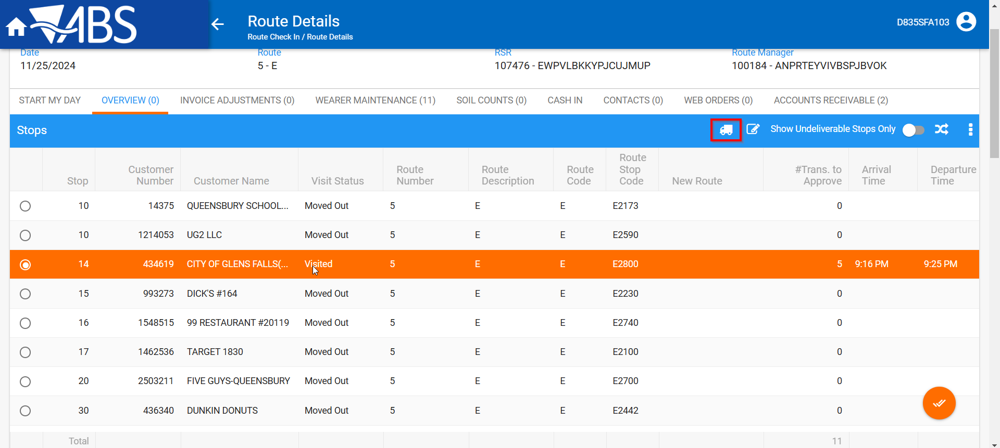 ABS
Route Details
Route Check In / Route Details
D835SFA103
Date
Route
RSR
Route Manager
11/25/2024
5 - E
107476 - EWPVLBKKYPJCUJMUP
100184 - ANPRTEYVIVBSPJBVOK
START MY DAY
OVERVIEW (0)
INVOICE ADJUSTMENTS (0)
WEARER MAINTENANCE (11)
SOIL COUNTS (0)
CASH IN
CONTACTS (0)
WEB ORDERS (0)
ACCOUNTS RECEIVABLE (2)
Stops
Show Undeliverable Stops Only
Stop
Customer
Number
Customer Name
Visit Status
Route
Number
Route
Description
Route
Code
Route
Stop
Code
New Route
#Trans. to
Approve
Arrival
Time
Departure
Time
10 14375 QUEENSBURY SCHOOL... Moved Out 5 E E E2173 0
10 1214053 UG2 LLC Moved Out 5 E E E2590 0
14 434619 CITY OF GLENS FALLS(... Visited 5 E E E2800 5 9:16 PM 9:25 PM
15 993273 DICK'S #164 Moved Out 5 E E E2230 0
16 1548515 99 RESTAURANT #20119 Moved Out 5 E E E2740 0
17 1462536 TARGET 1830 Moved Out 5 E E E2100 0
20 2503211 FIVE GUYS-QUEENSBURY Moved Out 5 E E E2700 0
30 436340 DUNKIN DONUTS Moved Out 5 E E E2442 0
Total 11